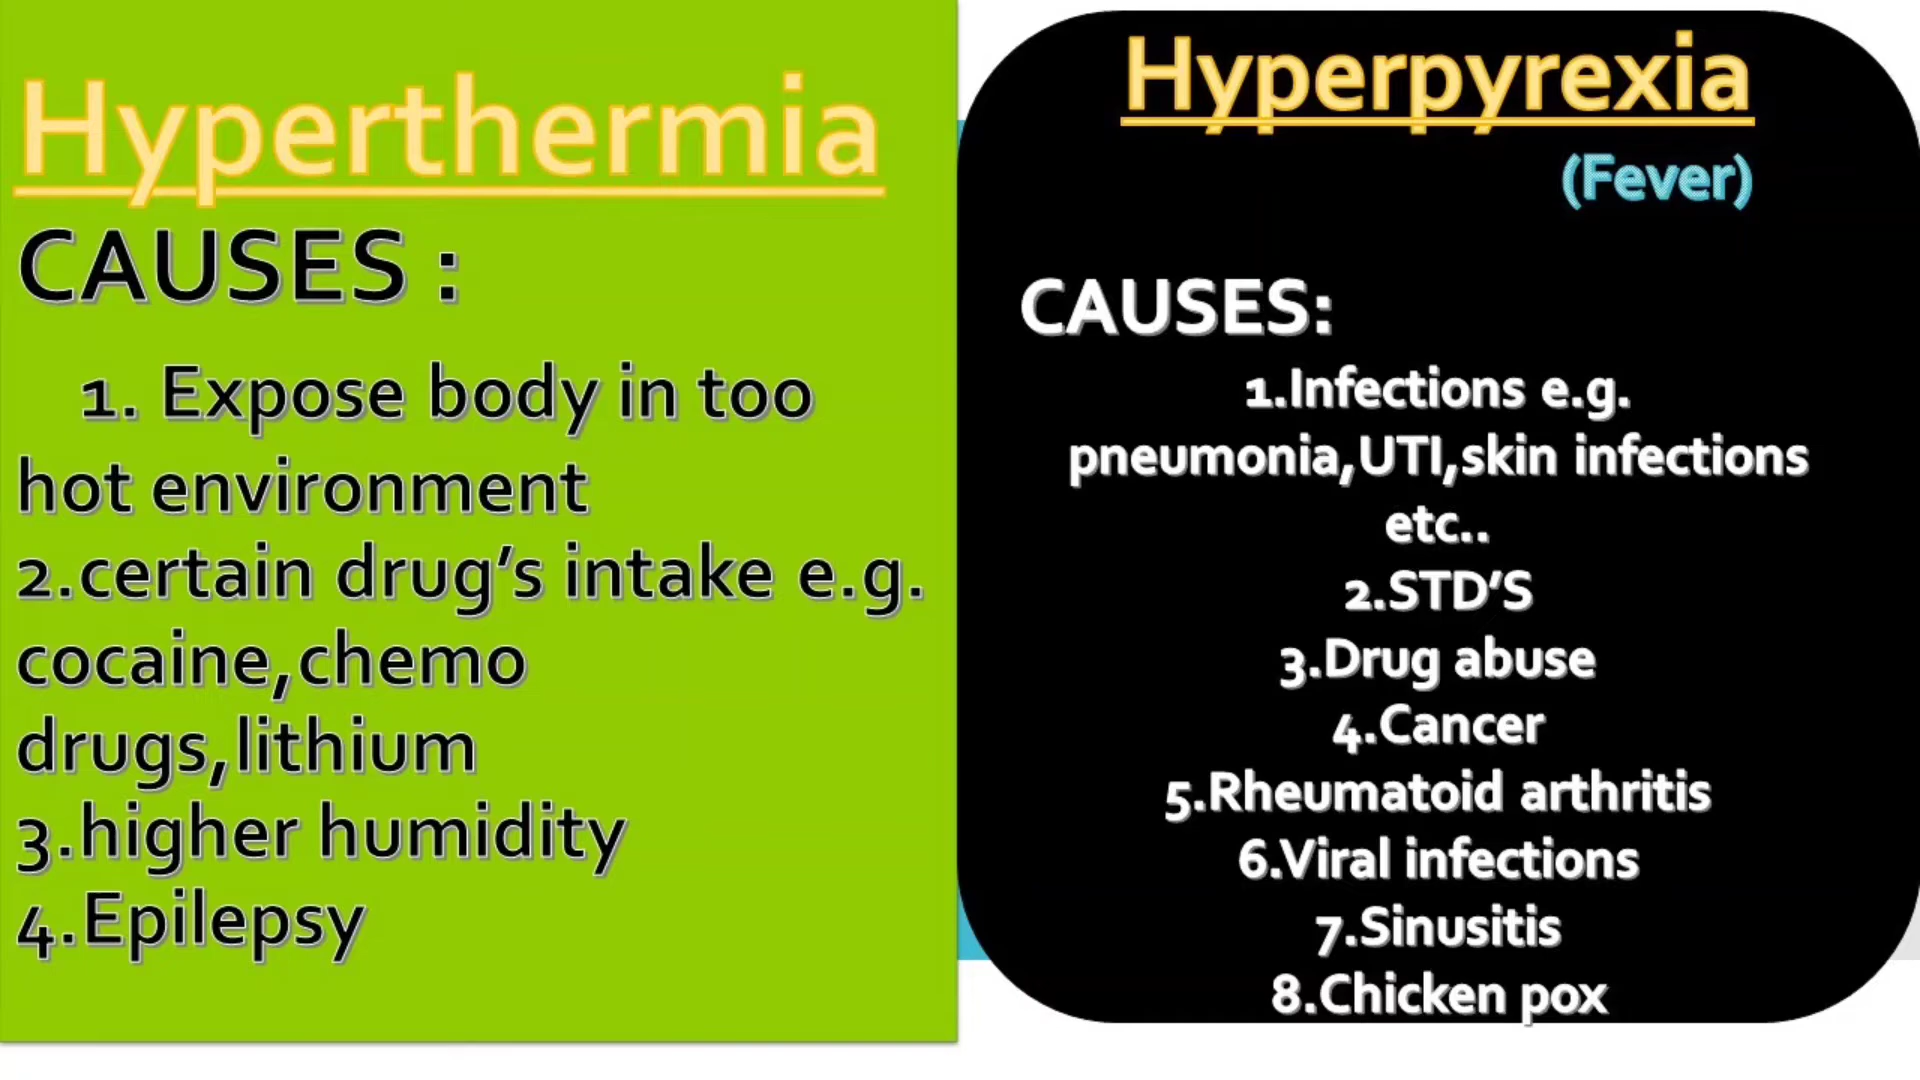 Hyperthermia
CAUSES :
1. Expose body in too
hot environment
2.certain drug’s intake e.g.
cocaine,chemo
drugs,lithium
3.higher humidity
4.Epilepsy
Hyperpyrexia
(Fever)
CAUSES:
1.Infections e.g.
pneumonia,UTI,skin infections
etc..
2.STD’S
3.Drug abuse
4.Cancer
5.Rheumatoid arthritis
6.Viral infections
7.Sinusitis
8.Chicken pox